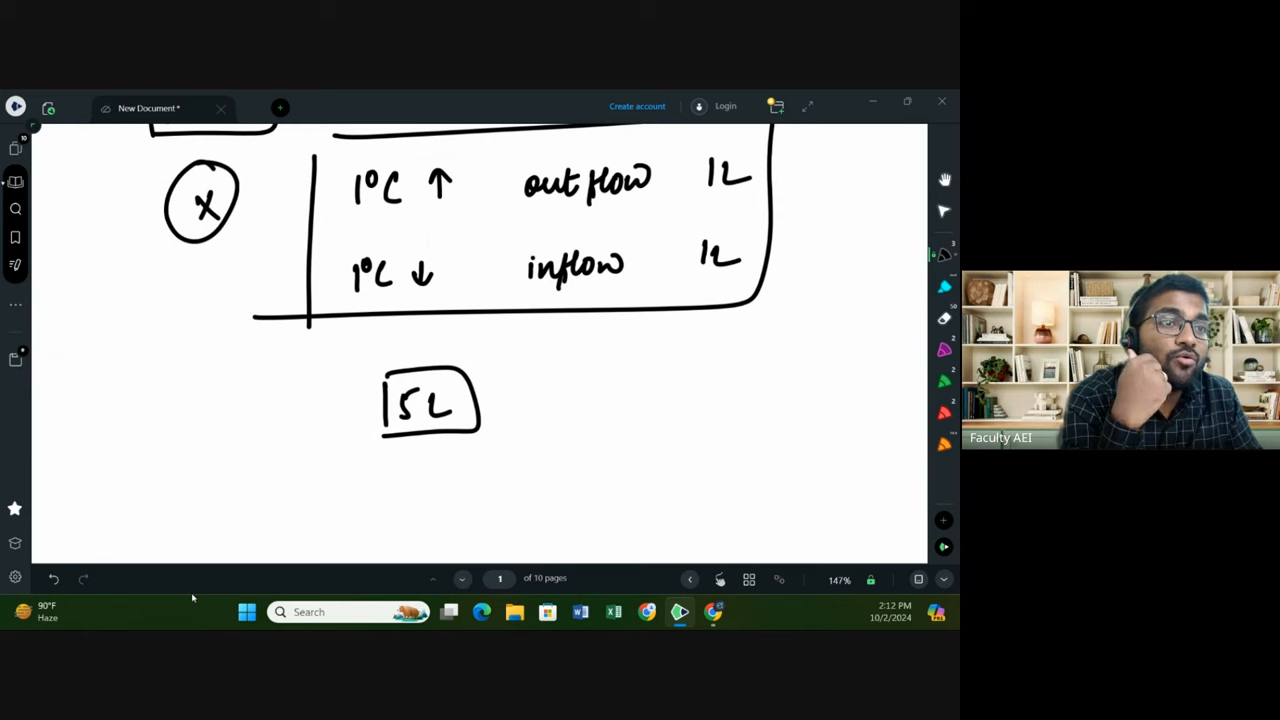 New Document*
Create account
Login
1°C ↑ outflow 1L
X
1°C ↓ inflow 1L
15L
Faculty AEI
1 of 10 pages
147%
90°F
Haze
Search
2:12 PM
10/2/2024